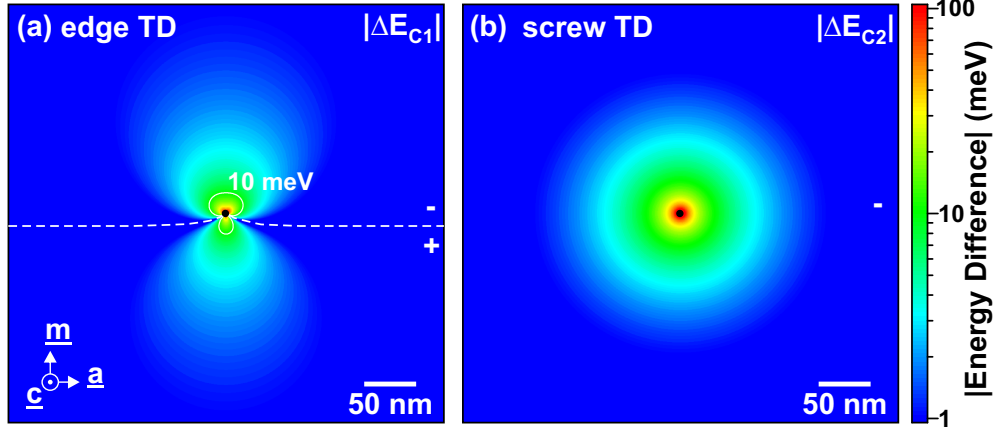 (a) edge TD
|ΔE_C1|
10 meV
-
+
m
c
a
50 nm
(b) screw TD
|ΔE_C2|
-
50 nm
100
10
1
|Energy Difference| (meV)